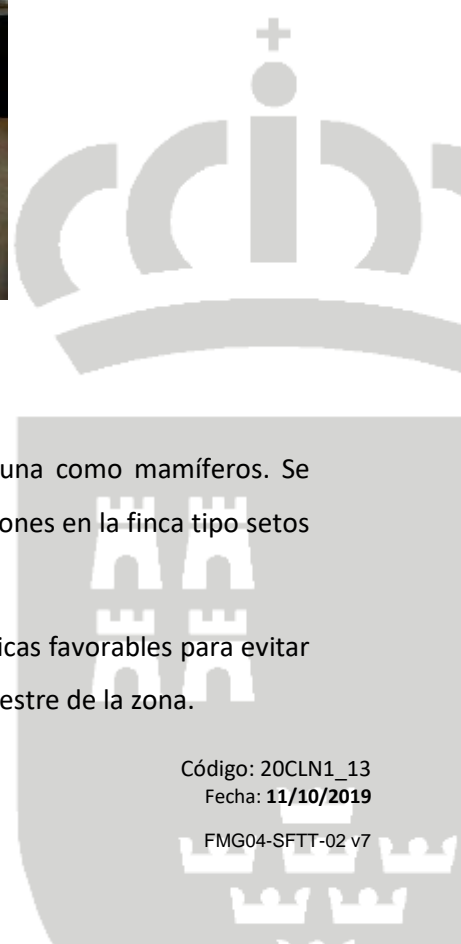 una como mamíferos. Se
ones en la finca tipo setos
icas favorables para evitar
estre de la zona.
Código: 20CLN1_13
Fecha: 11/10/2019
FMG04-SFTT-02 v7